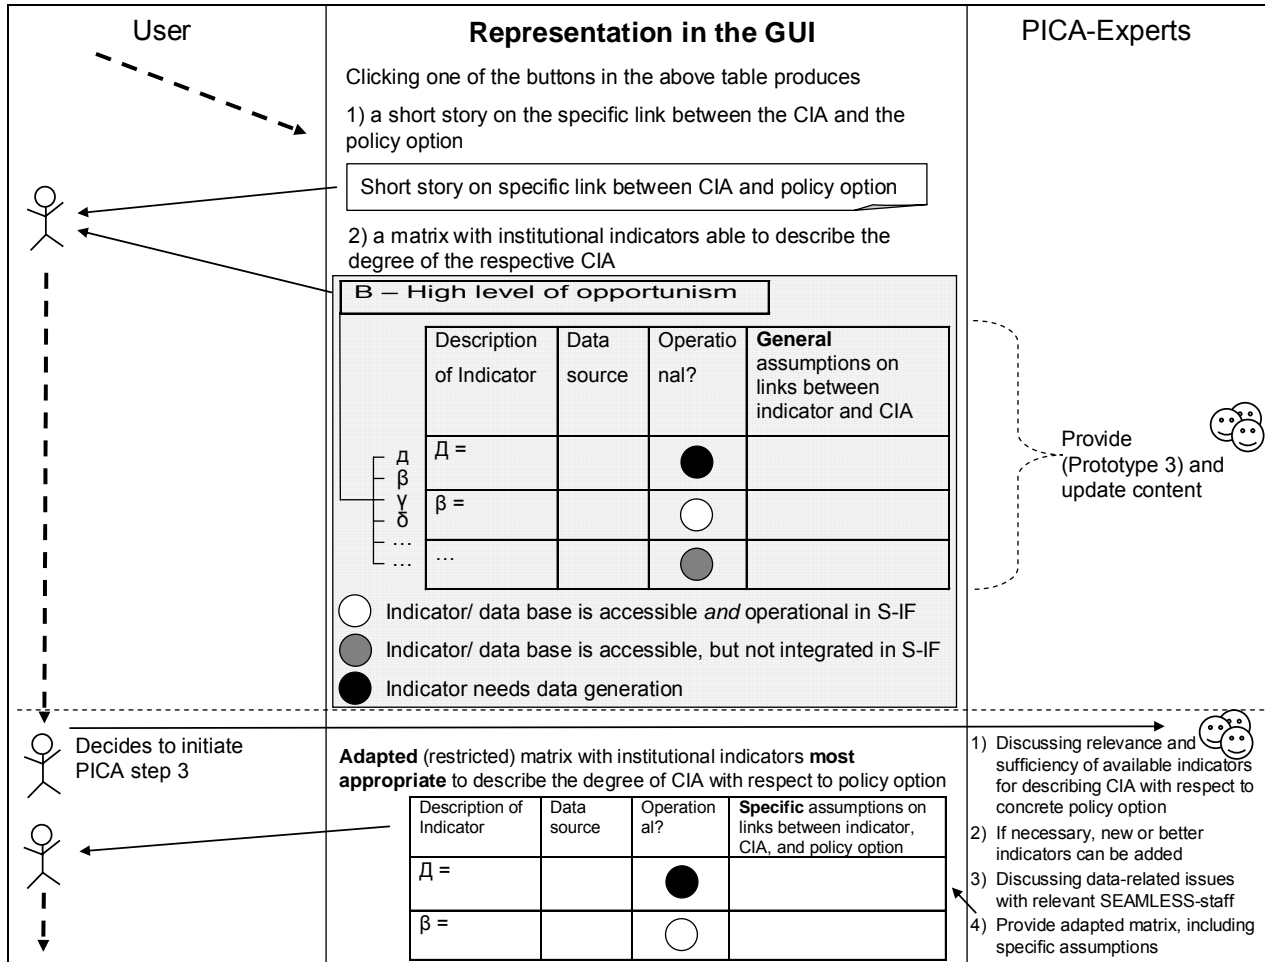 User
Representation in the GUI
PICA-Experts
Clicking one of the buttons in the above table produces
1) a short story on the specific link between the CIA and the
policy option
Short story on specific link between CIA and policy option
2) a matrix with institutional indicators able to describe the
degree of the respective CIA
B – High level of opportunism
Description
of Indicator
Data
source
Operatio
nal?
General
assumptions on
links between
indicator and CIA
Д
β
γ
δ
...
...
Д =
β =
...
Provide
(Prototype 3) and
update content
Indicator/ data base is accessible and operational in S-IF
Indicator/ data base is accessible, but not integrated in S-IF
Indicator needs data generation
Decides to initiate
PICA step 3
Adapted (restricted) matrix with institutional indicators most
appropriate to describe the degree of CIA with respect to policy option
Description of
Indicator
Data
source
Operation
al?
Specific assumptions on
links between indicator,
CIA, and policy option
Д =
β =
1) Discussing relevance and
sufficiency of available indicators
for describing CIA with respect to
concrete policy option
2) If necessary, new or better
indicators can be added
3) Discussing data-related issues
with relevant SEAMLESS-staff
4) Provide adapted matrix, including
specific assumptions